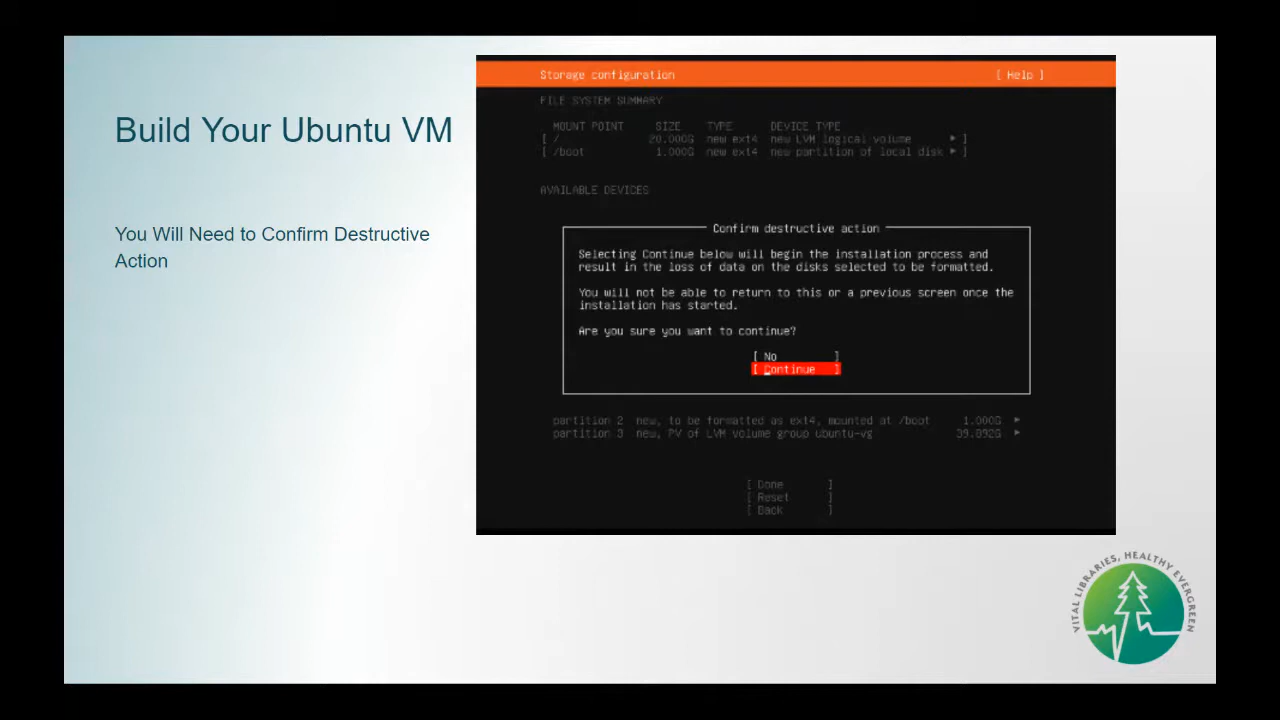 Build Your Ubuntu VM
You Will Need to Confirm Destructive
Action
Storage configuration [ Help ]
FILE SYSTEM SUMMARY
MOUNT POINT SIZE TYPE DEVICE TYPE
[ / 20.000G new ext4 new LVM logical volume ▸ ]
[ /boot 1.000G new ext4 new partition of local disk ▸ ]
AVAILABLE DEVICES
Confirm destructive action
Selecting Continue below will begin the installation process and
result in the loss of data on the disks selected to be formatted.
You will not be able to return to this or a previous screen once the
installation has started.
Are you sure you want to continue?
[ No ]
[ Continue ]
partition 2 new, to be formatted as ext4, mounted at /boot 1.000G ▸
partition 3 new, PV of LVM volume group ubuntu-vg 39.892G ▸
[ Done ]
[ Reset ]
[ Back ]
VITAL LIBRARIES, HEALTHY EVERGREEN